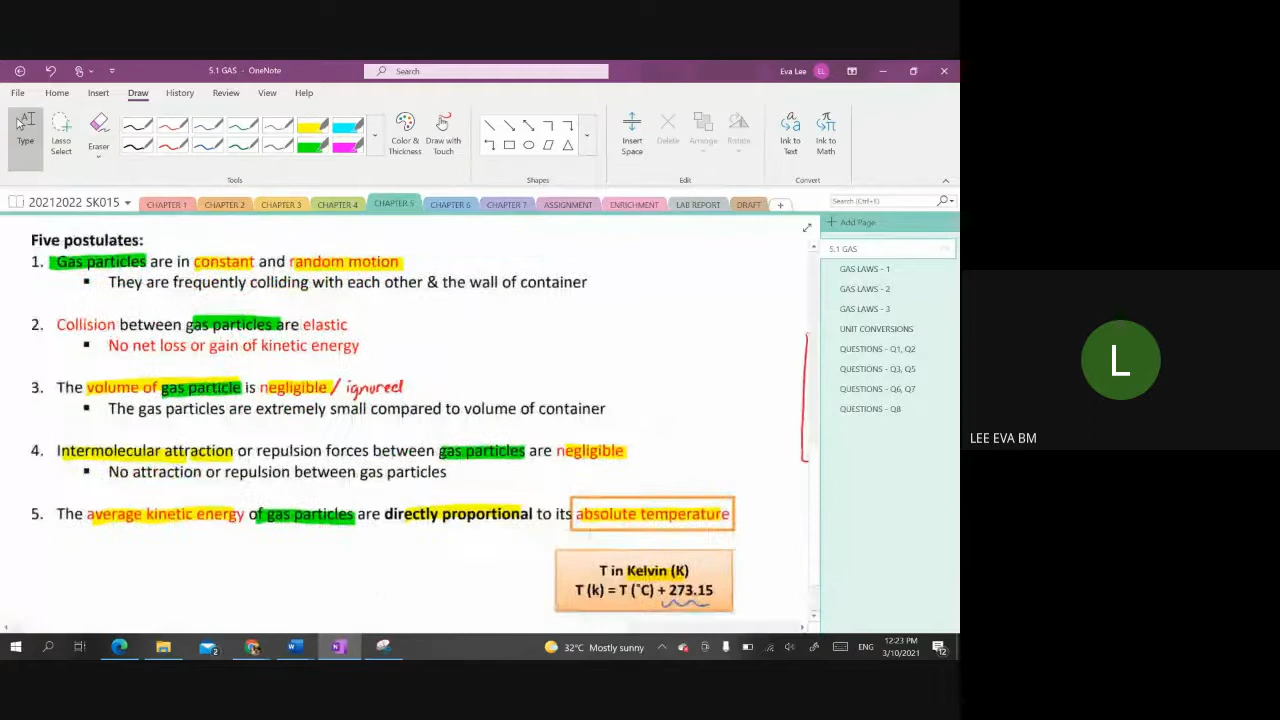 5.1 GAS - OneNote
Search
Eva Lee
EL
File Home Insert Draw History Review View Help
Type
Lasso Select
Eraser
Color & Thickness
Draw with Touch
Insert Space
Delete
Arrange
Rotate
Ink to Text
Ink to Math
Tools
Shapes
Edit
Convert
20212022 SK015
CHAPTER 1
CHAPTER 2
CHAPTER 3
CHAPTER 4
CHAPTER 5
CHAPTER 6
CHAPTER 7
ASSIGNMENT
ENRICHMENT
LAB REPORT
DRAFT
Search (Ctrl+E)
Add Page
5.1 GAS
GAS LAWS - 1
GAS LAWS - 2
GAS LAWS - 3
UNIT CONVERSIONS
QUESTIONS - Q1, Q2
QUESTIONS - Q3, Q5
QUESTIONS - Q6, Q7
QUESTIONS - Q8
Five postulates:
1. Gas particles are in constant and random motion
▪ They are frequently colliding with each other & the wall of container
2. Collision between gas particles are elastic
▪ No net loss or gain of kinetic energy
3. The volume of gas particle is negligible / ignored
▪ The gas particles are extremely small compared to volume of container
4. Intermolecular attraction or repulsion forces between gas particles are negligible
▪ No attraction or repulsion between gas particles
5. The average kinetic energy of gas particles are directly proportional to its absolute temperature
T in Kelvin (K)
T (k) = T (˚C) + 273.15
L
LEE EVA BM
32°C Mostly sunny
ENG
12:23 PM
3/10/2021